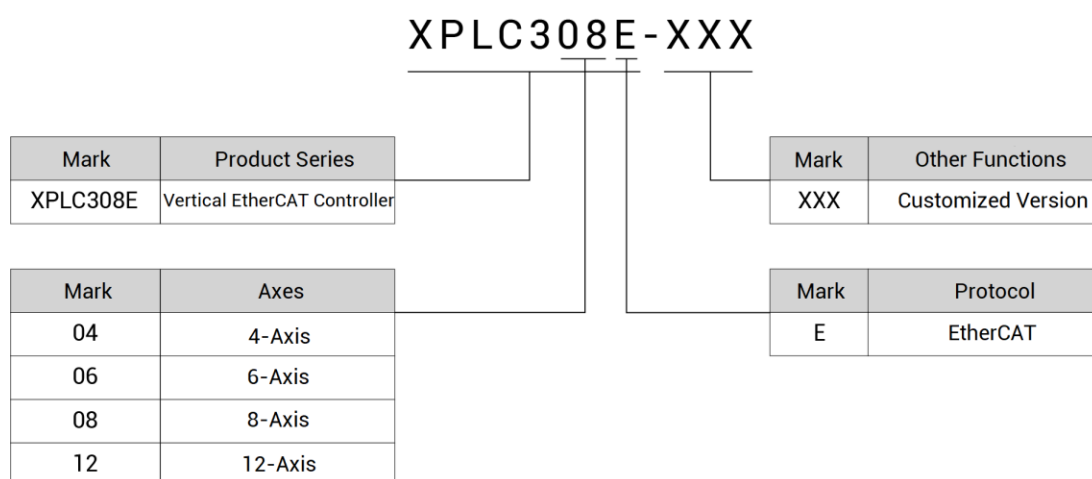 XPLC308E-XXX
Mark Product Series
XPLC308E Vertical EtherCAT Controller
Mark Other Functions
XXX Customized Version
Mark Axes
04 4-Axis
06 6-Axis
08 8-Axis
12 12-Axis
Mark Protocol
E EtherCAT